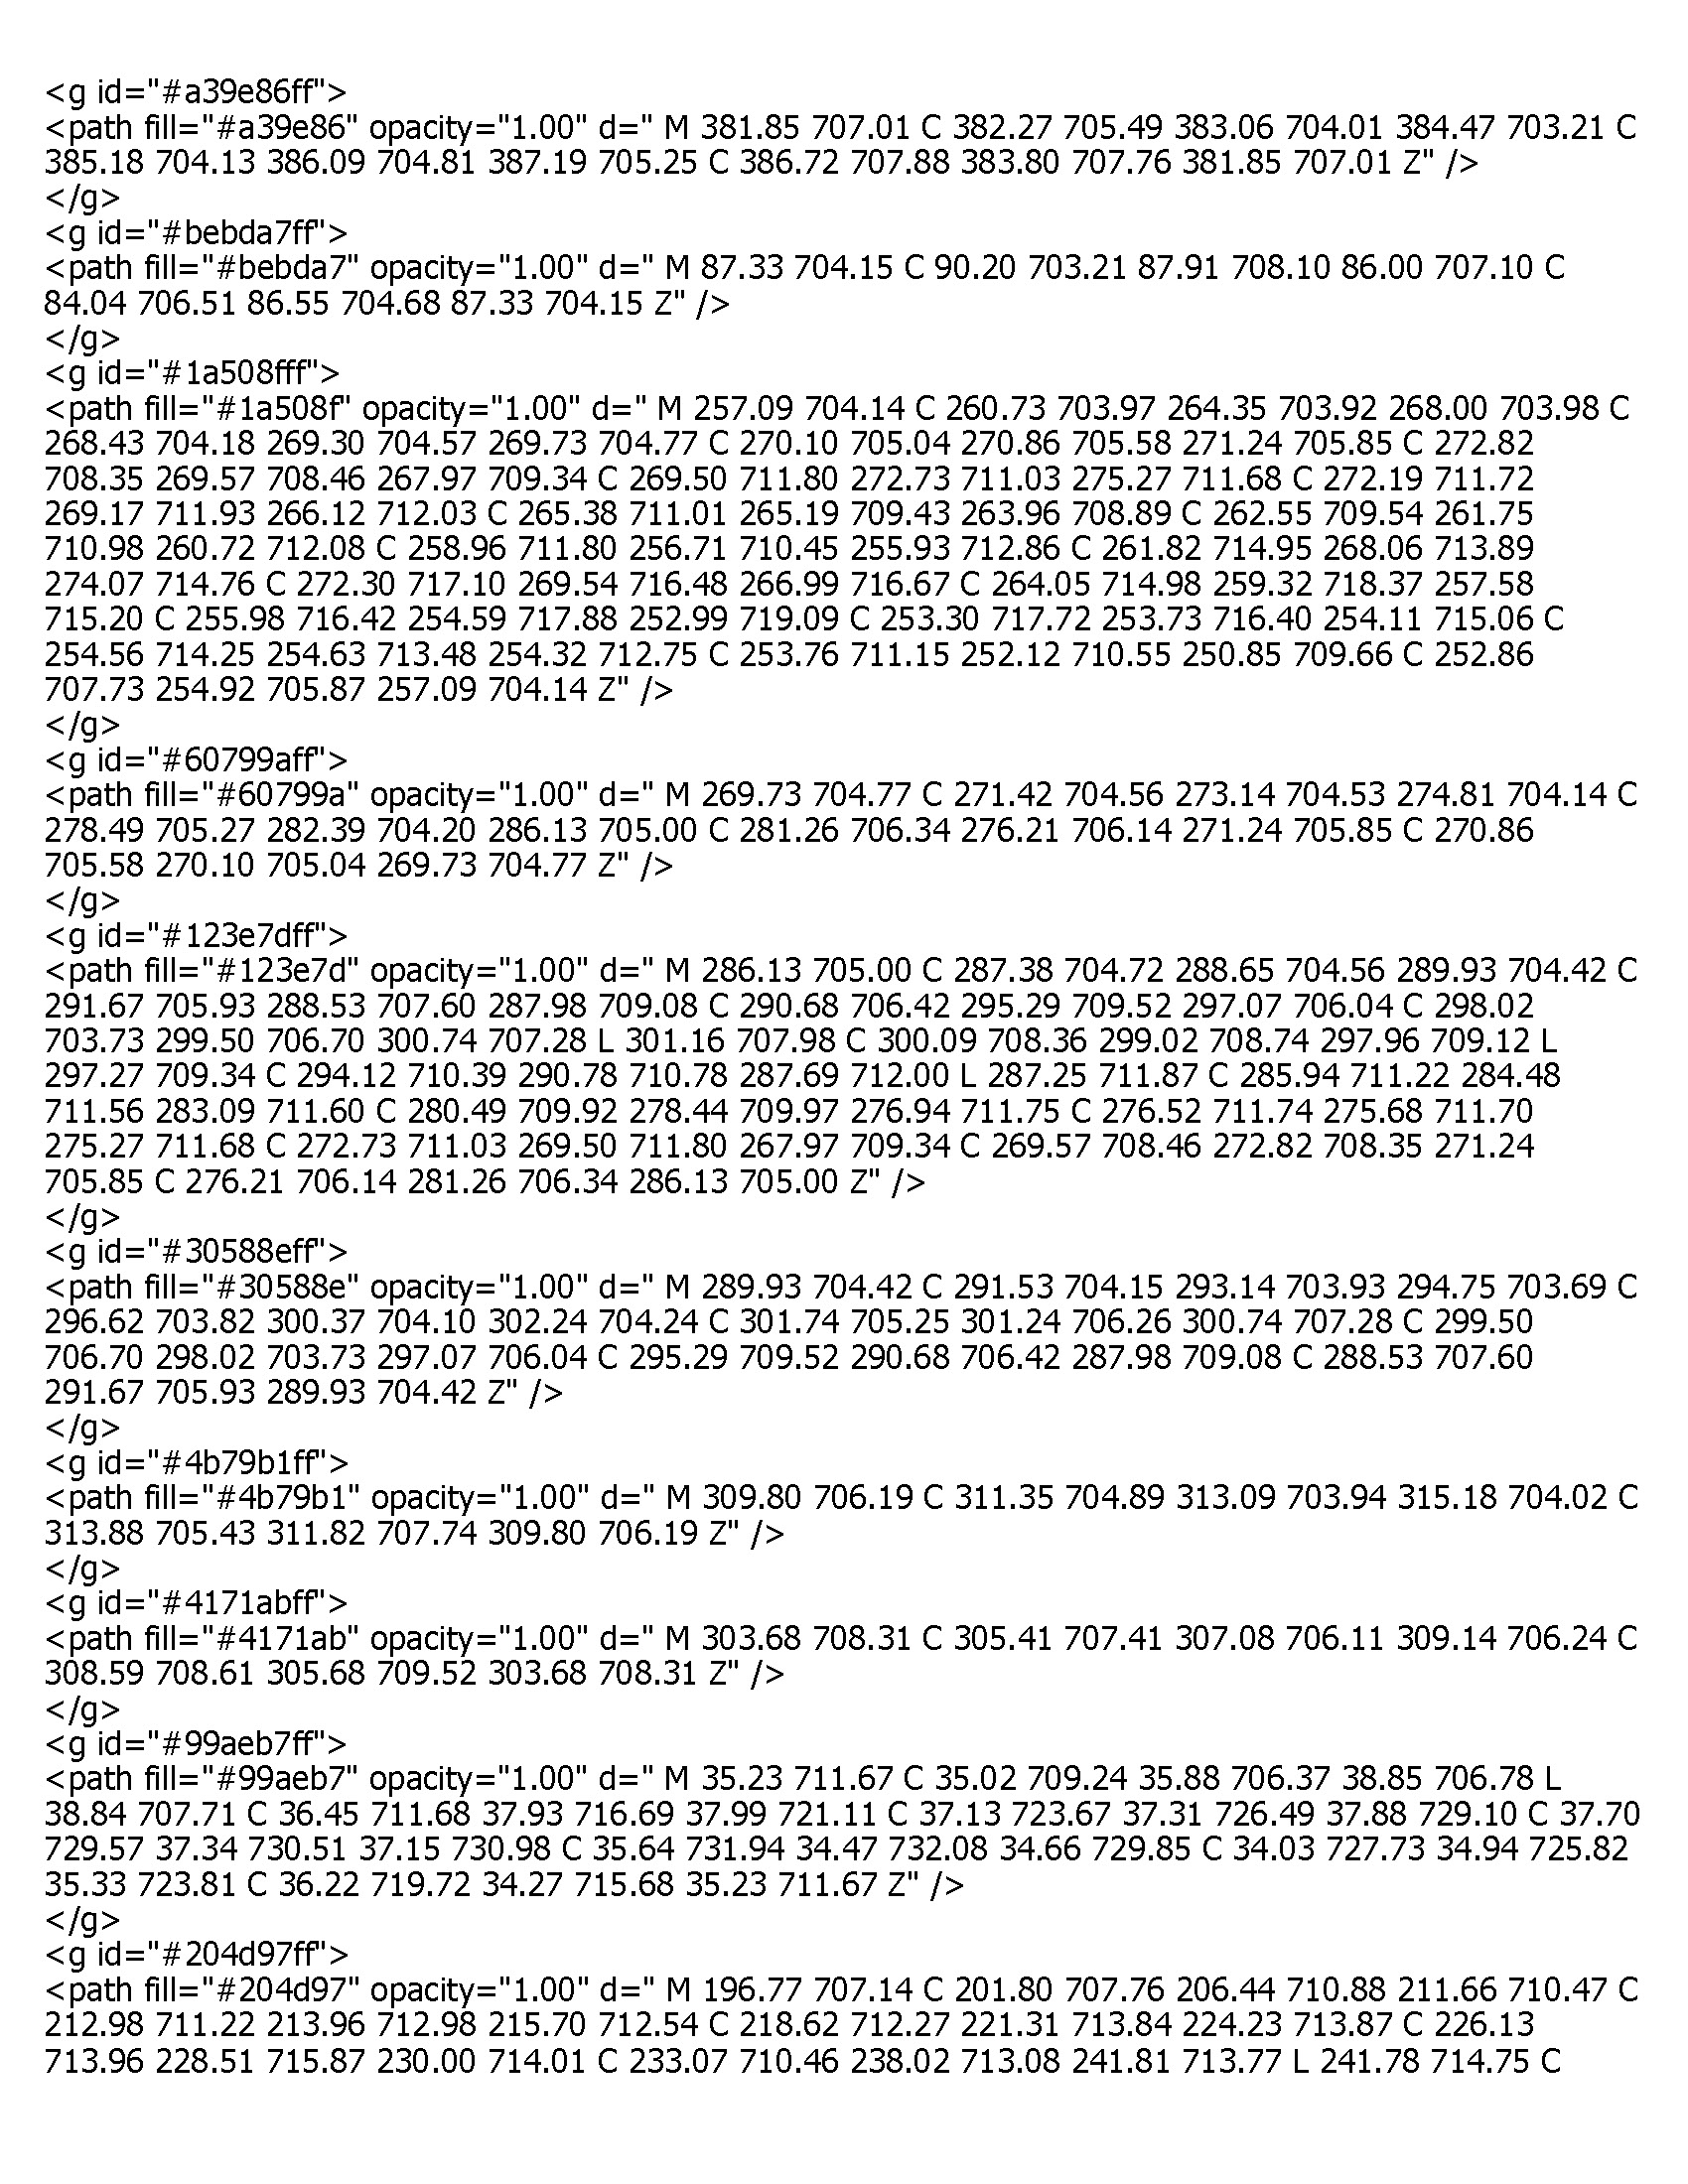 <g id="#a39e86ff">
<path fill="#a39e86" opacity="1.00" d=" M 381.85 707.01 C 382.27 705.49 383.06 704.01 384.47 703.21 C
385.18 704.13 386.09 704.81 387.19 705.25 C 386.72 707.88 383.80 707.76 381.85 707.01 Z" />
</g>
<g id="#bebda7ff">
<path fill="#bebda7" opacity="1.00" d=" M 87.33 704.15 C 90.20 703.21 87.91 708.10 86.00 707.10 C
84.04 706.51 86.55 704.68 87.33 704.15 Z" />
</g>
<g id="#1a508fff">
<path fill="#1a508f" opacity="1.00" d=" M 257.09 704.14 C 260.73 703.97 264.35 703.92 268.00 703.98 C
268.43 704.18 269.30 704.57 269.73 704.77 C 270.10 705.04 270.86 705.58 271.24 705.85 C 272.82
708.35 269.57 708.46 267.97 709.34 C 269.50 711.80 272.73 711.03 275.27 711.68 C 272.19 711.72
269.17 711.93 266.12 712.03 C 265.38 711.01 265.19 709.43 263.96 708.89 C 262.55 709.54 261.75
710.98 260.72 712.08 C 258.96 711.80 256.71 710.45 255.93 712.86 C 261.82 714.95 268.06 713.89
274.07 714.76 C 272.30 717.10 269.54 716.48 266.99 716.67 C 264.05 714.98 259.32 718.37 257.58
715.20 C 255.98 716.42 254.59 717.88 252.99 719.09 C 253.30 717.72 253.73 716.40 254.11 715.06 C
254.56 714.25 254.63 713.48 254.32 712.75 C 253.76 711.15 252.12 710.55 250.85 709.66 C 252.86
707.73 254.92 705.87 257.09 704.14 Z" />
</g>
<g id="#60799aff">
<path fill="#60799a" opacity="1.00" d=" M 269.73 704.77 C 271.42 704.56 273.14 704.53 274.81 704.14 C
278.49 705.27 282.39 704.20 286.13 705.00 C 281.26 706.34 276.21 706.14 271.24 705.85 C 270.86
705.58 270.10 705.04 269.73 704.77 Z" />
</g>
<g id="#123e7dff">
<path fill="#123e7d" opacity="1.00" d=" M 286.13 705.00 C 287.38 704.72 288.65 704.56 289.93 704.42 C
291.67 705.93 288.53 707.60 287.98 709.08 C 290.68 706.42 295.29 709.52 297.07 706.04 C 298.02
703.73 299.50 706.70 300.74 707.28 L 301.16 707.98 C 300.09 708.36 299.02 708.74 297.96 709.12 L
297.27 709.34 C 294.12 710.39 290.78 710.78 287.69 712.00 L 287.25 711.87 C 285.94 711.22 284.48
711.56 283.09 711.60 C 280.49 709.92 278.44 709.97 276.94 711.75 C 276.52 711.74 275.68 711.70
275.27 711.68 C 272.73 711.03 269.50 711.80 267.97 709.34 C 269.57 708.46 272.82 708.35 271.24
705.85 C 276.21 706.14 281.26 706.34 286.13 705.00 Z" />
</g>
<g id="#30588eff">
<path fill="#30588e" opacity="1.00" d=" M 289.93 704.42 C 291.53 704.15 293.14 703.93 294.75 703.69 C
296.62 703.82 300.37 704.10 302.24 704.24 C 301.74 705.25 301.24 706.26 300.74 707.28 C 299.50
706.70 298.02 703.73 297.07 706.04 C 295.29 709.52 290.68 706.42 287.98 709.08 C 288.53 707.60
291.67 705.93 289.93 704.42 Z" />
</g>
<g id="#4b79b1ff">
<path fill="#4b79b1" opacity="1.00" d=" M 309.80 706.19 C 311.35 704.89 313.09 703.94 315.18 704.02 C
313.88 705.43 311.82 707.74 309.80 706.19 Z" />
</g>
<g id="#4171abff">
<path fill="#4171ab" opacity="1.00" d=" M 303.68 708.31 C 305.41 707.41 307.08 706.11 309.14 706.24 C
308.59 708.61 305.68 709.52 303.68 708.31 Z" />
</g>
<g id="#99aeb7ff">
<path fill="#99aeb7" opacity="1.00" d=" M 35.23 711.67 C 35.02 709.24 35.88 706.37 38.85 706.78 L
38.84 707.71 C 36.45 711.68 37.93 716.69 37.99 721.11 C 37.13 723.67 37.31 726.49 37.88 729.10 C 37.70
729.57 37.34 730.51 37.15 730.98 C 35.64 731.94 34.47 732.08 34.66 729.85 C 34.03 727.73 34.94 725.82
35.33 723.81 C 36.22 719.72 34.27 715.68 35.23 711.67 Z" />
</g>
<g id="#204d97ff">
<path fill="#204d97" opacity="1.00" d=" M 196.77 707.14 C 201.80 707.76 206.44 710.88 211.66 710.47 C
212.98 711.22 213.96 712.98 215.70 712.54 C 218.62 712.27 221.31 713.84 224.23 713.87 C 226.13
713.96 228.51 715.87 230.00 714.01 C 233.07 710.46 238.02 713.08 241.81 713.77 L 241.78 714.75 C